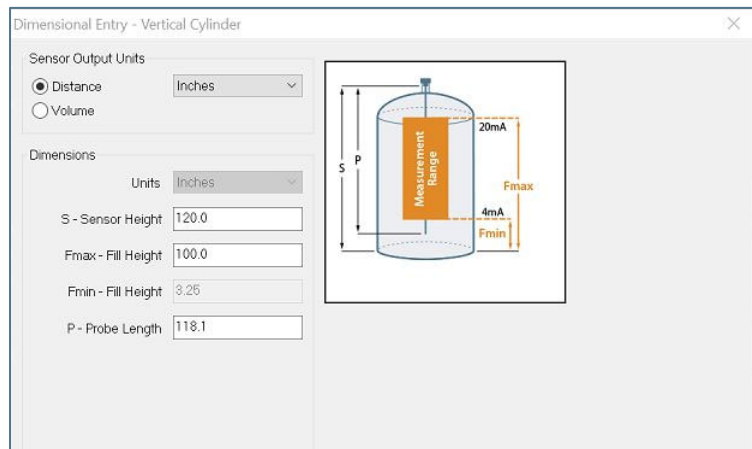 Dimensional Entry - Vertical Cylinder
Sensor Output Units
Distance
Inches
Volume
Dimensions
Units
Inches
S - Sensor Height
120.0
Fmax - Fill Height
100.0
Fmin - Fill Height
3.25
P - Probe Length
118.1
S
P
Measurement
Range
20mA
Fmax
4mA
Fmin